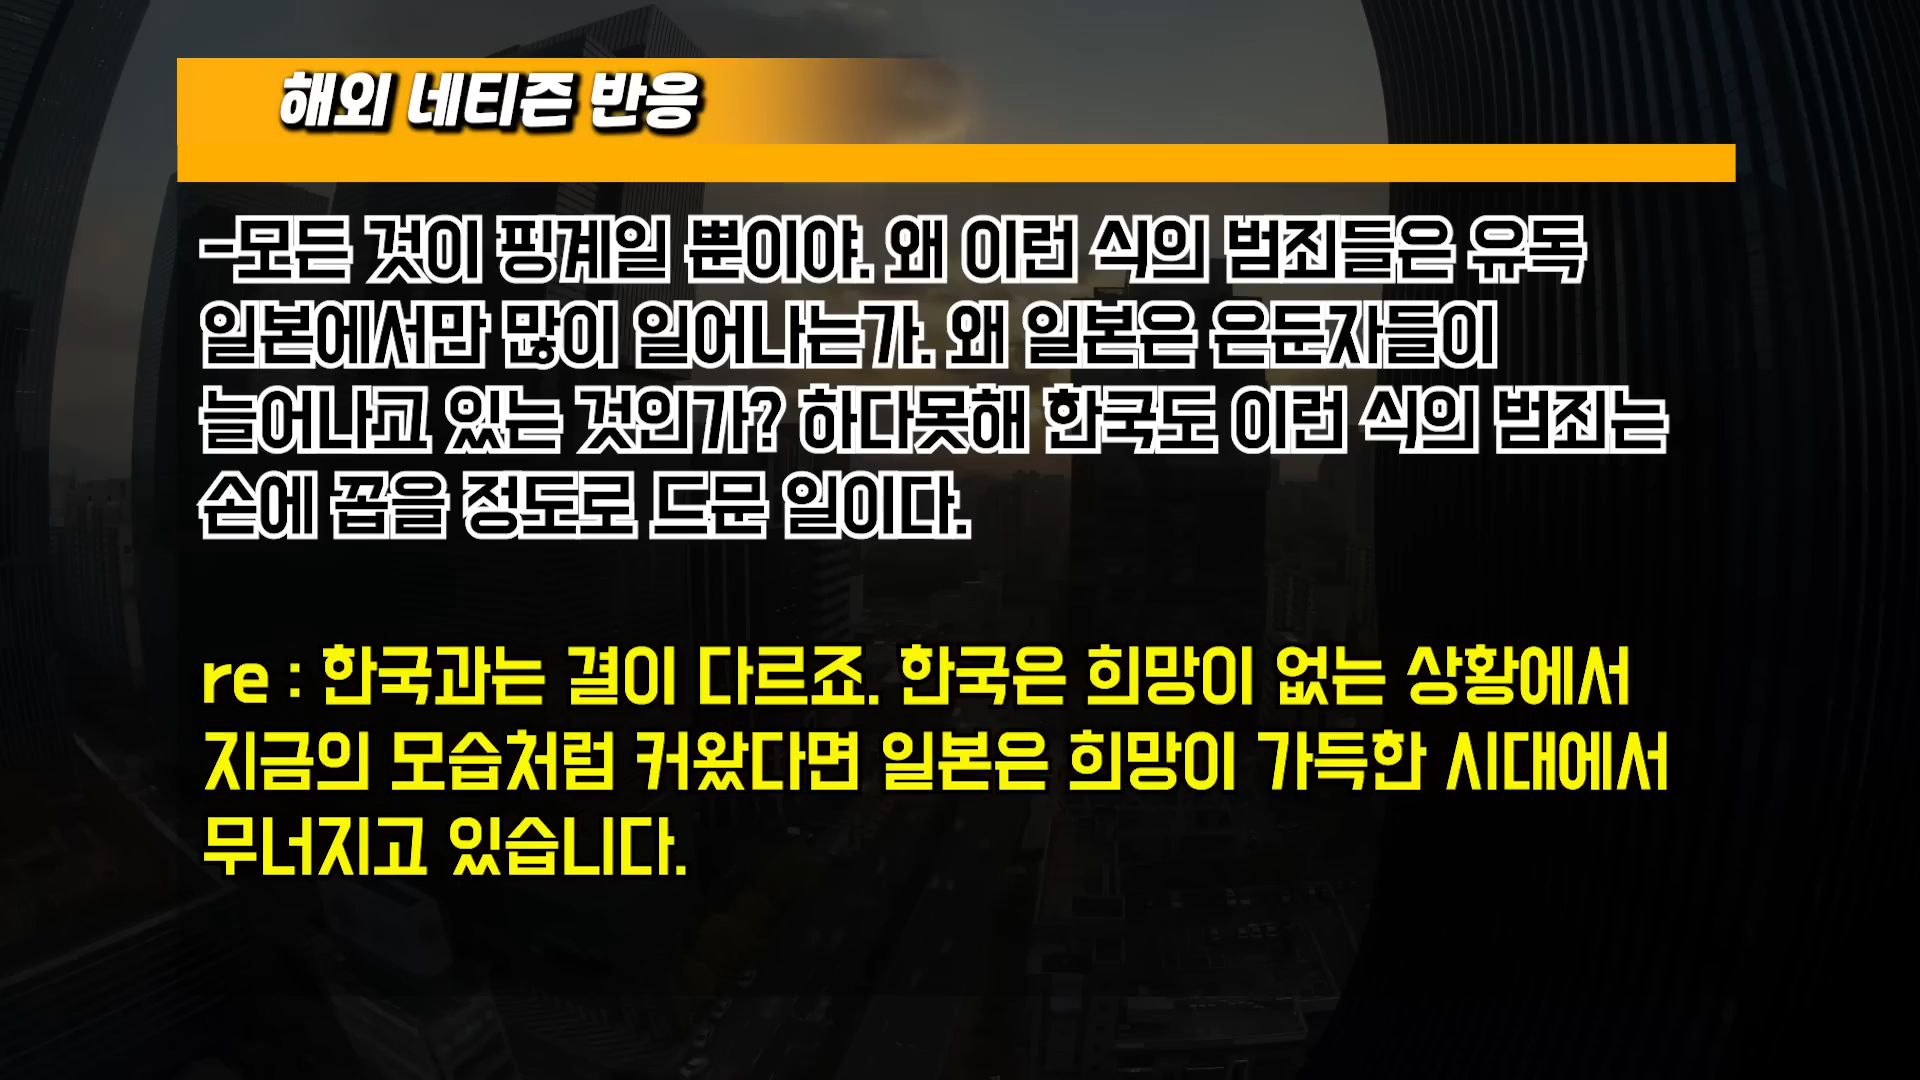 해외 네티즌 반응
-모든 것이 핑계일 뿐이야. 왜 이런 식의 범죄들은 유독
일본에서만 많이 일어나는가. 왜 일본은 은둔자들이
늘어나고 있는 것인가? 하다못해 한국도 이런 식의 범죄는
손에 꼽을 정도로 드문 일이다.
re : 한국과는 결이 다르죠. 한국은 희망이 없는 상황에서
지금의 모습처럼 커왔다면 일본은 희망이 가득한 시대에서
무너지고 있습니다.